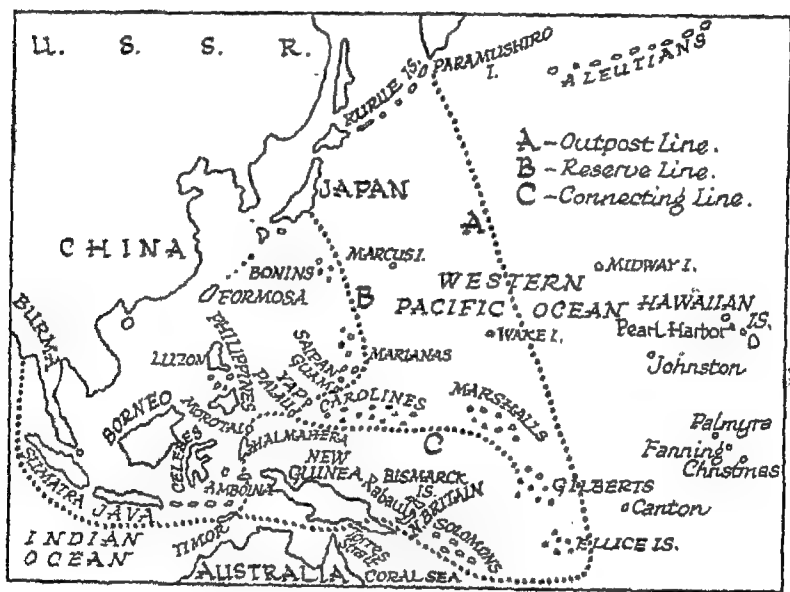 U. S. S. R.
KURILE IS.
PARAMUSHIRO
I.
ALEUTIANS
A-Outpost Line.
B-Reserve Line.
C-Connecting Line.
JAPAN
A
CHINA
MARCUS I.
MIDWAY I.
BONINS
B
WESTERN
PACIFIC OCEAN
FORMOSA
HAWAIIAN
IS.
Pearl Harbor
BURMA
WAKE I.
PHILIPPINES
LUZON
SAIPAN
GUAM
YAP
PALAU
MARIANAS
Johnston
CAROLINES
MARSHALLS
BORNEO
MOROTAI
HALMAHERA
C
Palmyra
Fanning
Christmas
CELEBES
NEW
GUINEA
BISMARCK
IS.
Rabaul
N BRITAIN
GILBERTS
SUMATRA
JAVA
AMBOINA
Canton
SOLOMONS
INDIAN
OCEAN
TIMOR
Torres
Strait
ELLICE IS.
AUSTRALIA
CORAL SEA